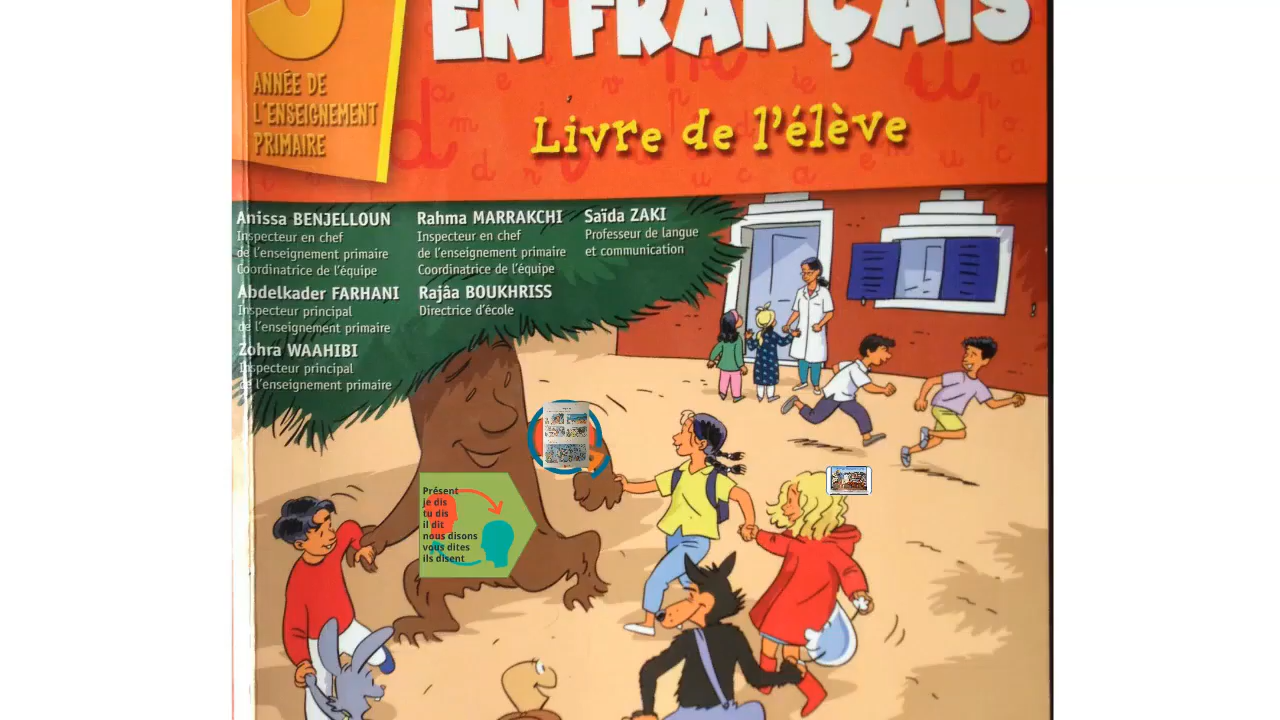 EN FRANÇAIS
ANNÉE DE
L'ENSEIGNEMENT
PRIMAIRE
Livre de l'élève
Anissa BENJELLOUN
Inspecteur en chef
de l'enseignement primaire
Coordinatrice de l'équipe
Abdelkader FARHANI
Inspecteur principal
de l'enseignement primaire
Zohra WAAHIBI
Inspecteur principal
de l'enseignement primaire
Rahma MARRAKCHI
Inspecteur en chef
de l'enseignement primaire
Coordinatrice de l'équipe
Rajâa BOUKHRISS
Directrice d'école
Saïda ZAKI
Professeur de langue
et communication
Présent
je dis
tu dis
il dit
nous disons
vous dites
ils disent